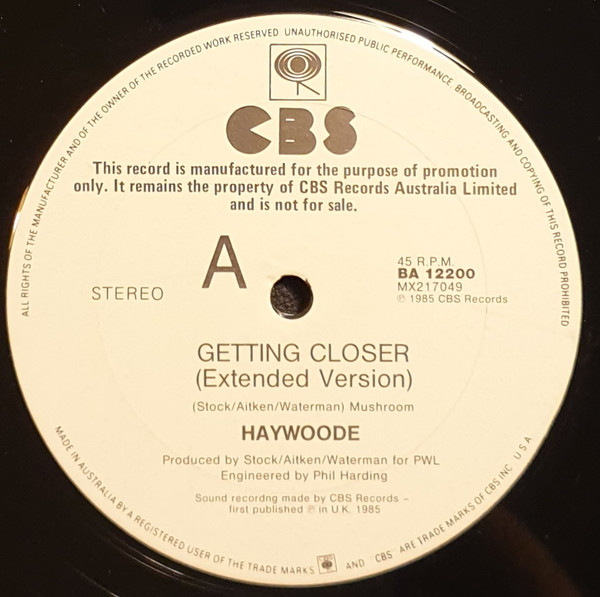 ALL RIGHTS OF THE MANUFACTURER AND OF THE OWNER OF THE RECORDED WORK RESERVED. UNAUTHORISED PUBLIC PERFORMANCE, BROADCASTING AND COPYING OF THIS RECORD PROHIBITED
CBS
This record is manufactured for the purpose of promotion
only. It remains the property of CBS Records Australia Limited
and is not for sale.
A
STEREO
45 R.P.M.
BA 12200
MX217049
℗ 1985 CBS Records
GETTING CLOSER
(Extended Version)
(Stock/Aitken/Waterman) Mushroom
HAYWOODE
Produced by Stock/Aitken/Waterman for PWL
Engineered by Phil Harding
Sound recordng made by CBS Records –
first published ℗ in U.K. 1985
MADE IN AUSTRALIA BY A REGISTERED USER OF THE TRADE MARKS AND CBS ARE TRADE MARKS OF CBS INC. U S A